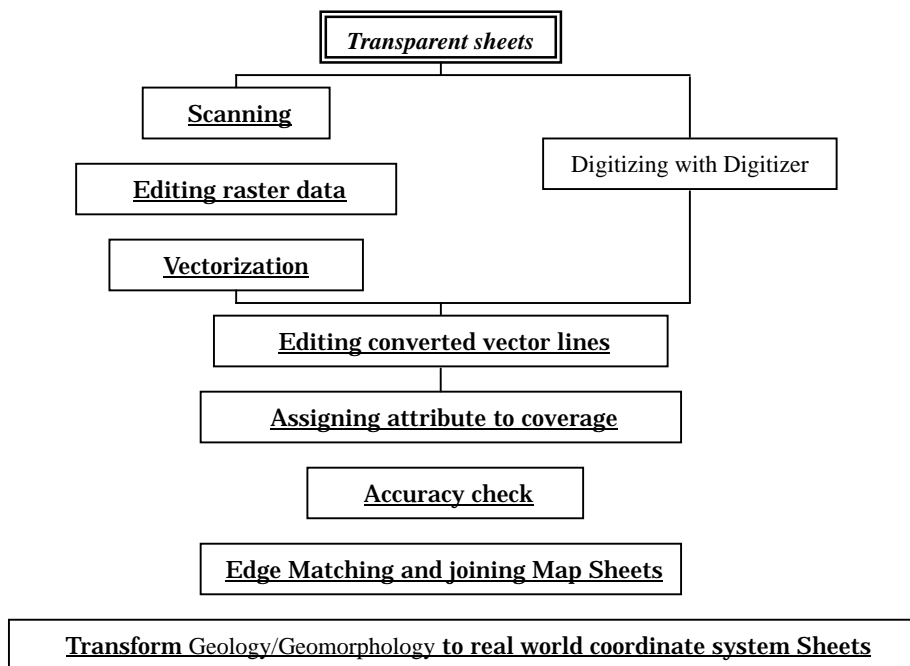 Transparent sheets
Scanning
Digitizing with Digitizer
Editing raster data
Vectorization
Editing converted vector lines
Assigning attribute to coverage
Accuracy check
Edge Matching and joining Map Sheets
Transform Geology/Geomorphology to real world coordinate system Sheets